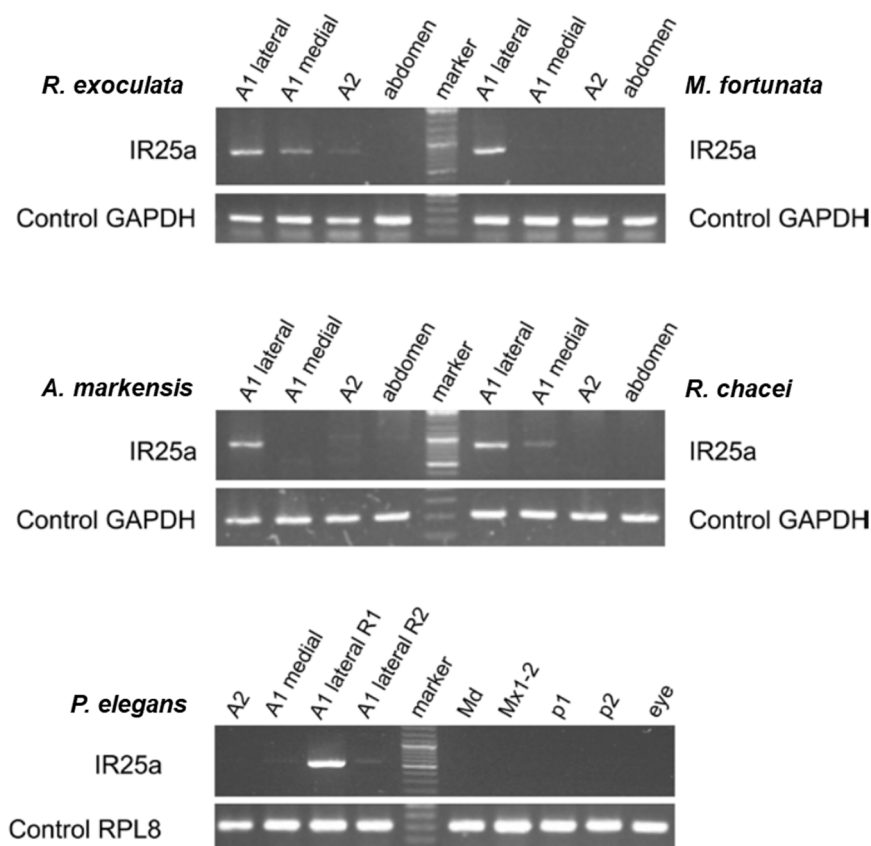 A1 lateral A1 medial A2 abdomen marker A1 lateral A1 medial A2 abdomen
R. exoculata M. fortunata
IR25a IR25a
Control GAPDH Control GAPDH
A1 lateral A1 medial A2 abdomen marker A1 lateral A1 medial A2 abdomen
A. markensis R. chacei
IR25a IR25a
Control GAPDH Control GAPDH
A2 A1 medial A1 lateral R1 A1 lateral R2 marker Md Mx1-2 p1 p2 eye
P. elegans
IR25a
Control RPL8